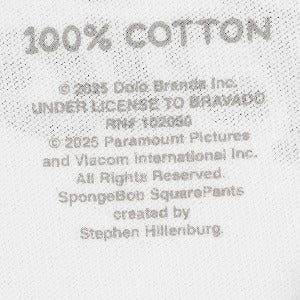 100% COTTON
© 2025 Dolo Brands Inc.
UNDER LICENSE TO BRAVADO
RN# 102050
© 2025 Paramount Pictures
and Viacom International Inc.
All Rights Reserved.
SpongeBob SquarePants
created by
Stephen Hillenburg.